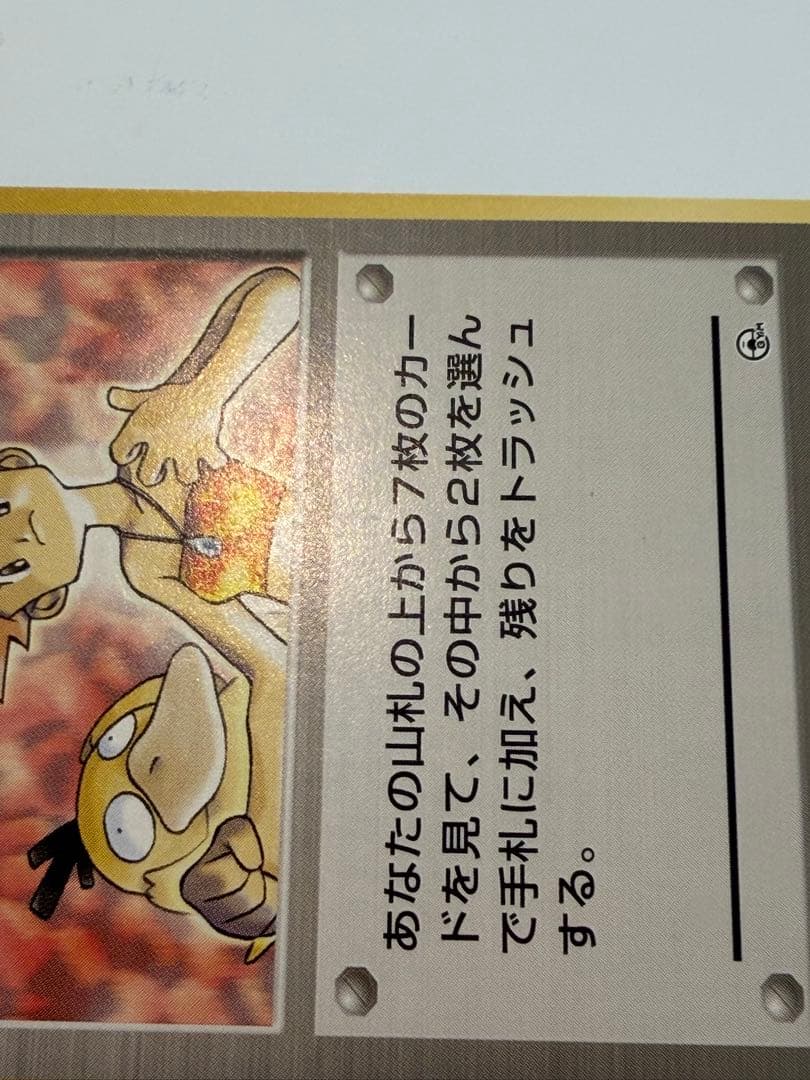 あなたの山札の上から7枚のカー
ドを見て、その中から2枚を選ん
で手札に加え、残りをトラッシュ
する。
GYM